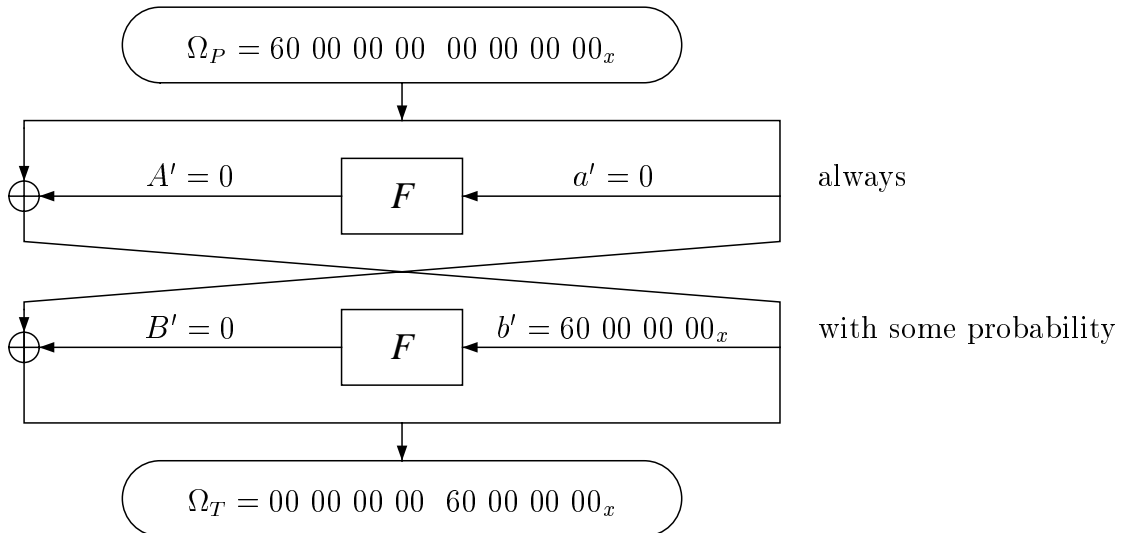 Ω_P = 60 00 00 00 00 00 00 00_x
A′ = 0
F
a′ = 0
always
B′ = 0
F
b′ = 60 00 00 00_x
with some probability
Ω_T = 00 00 00 00 60 00 00 00_x